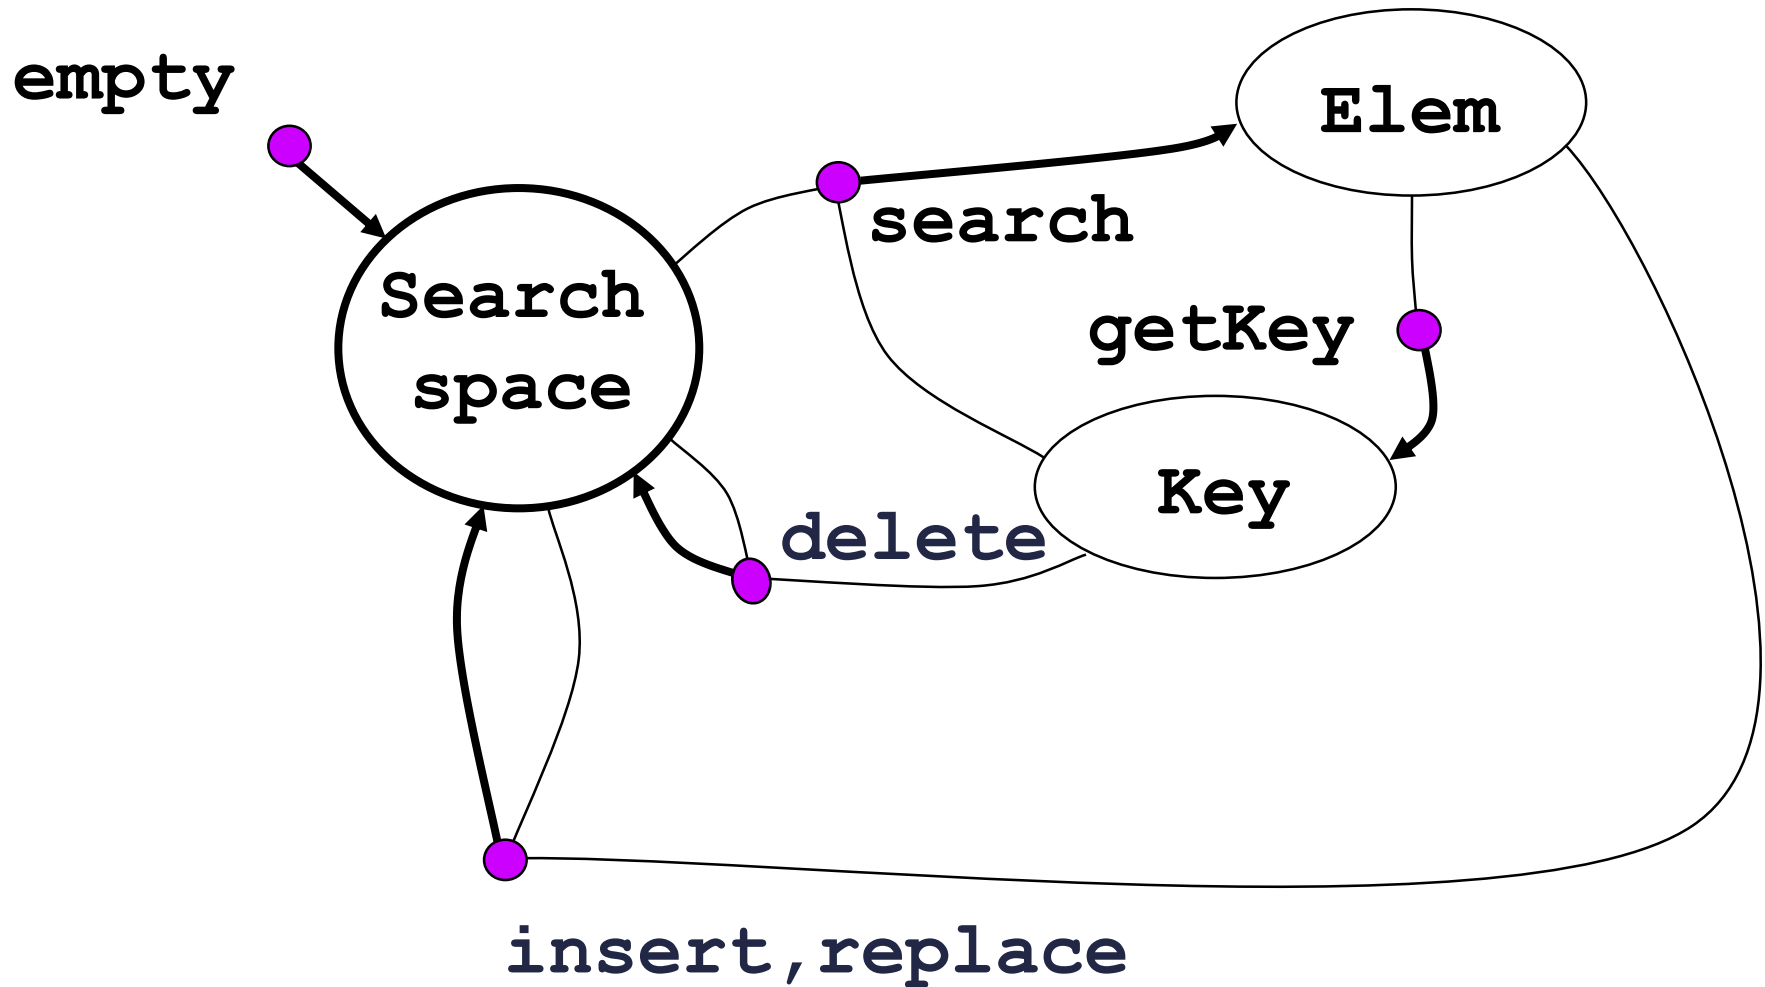 empty
Elem
search
Search
space
getKey
Key
delete
insert,replace